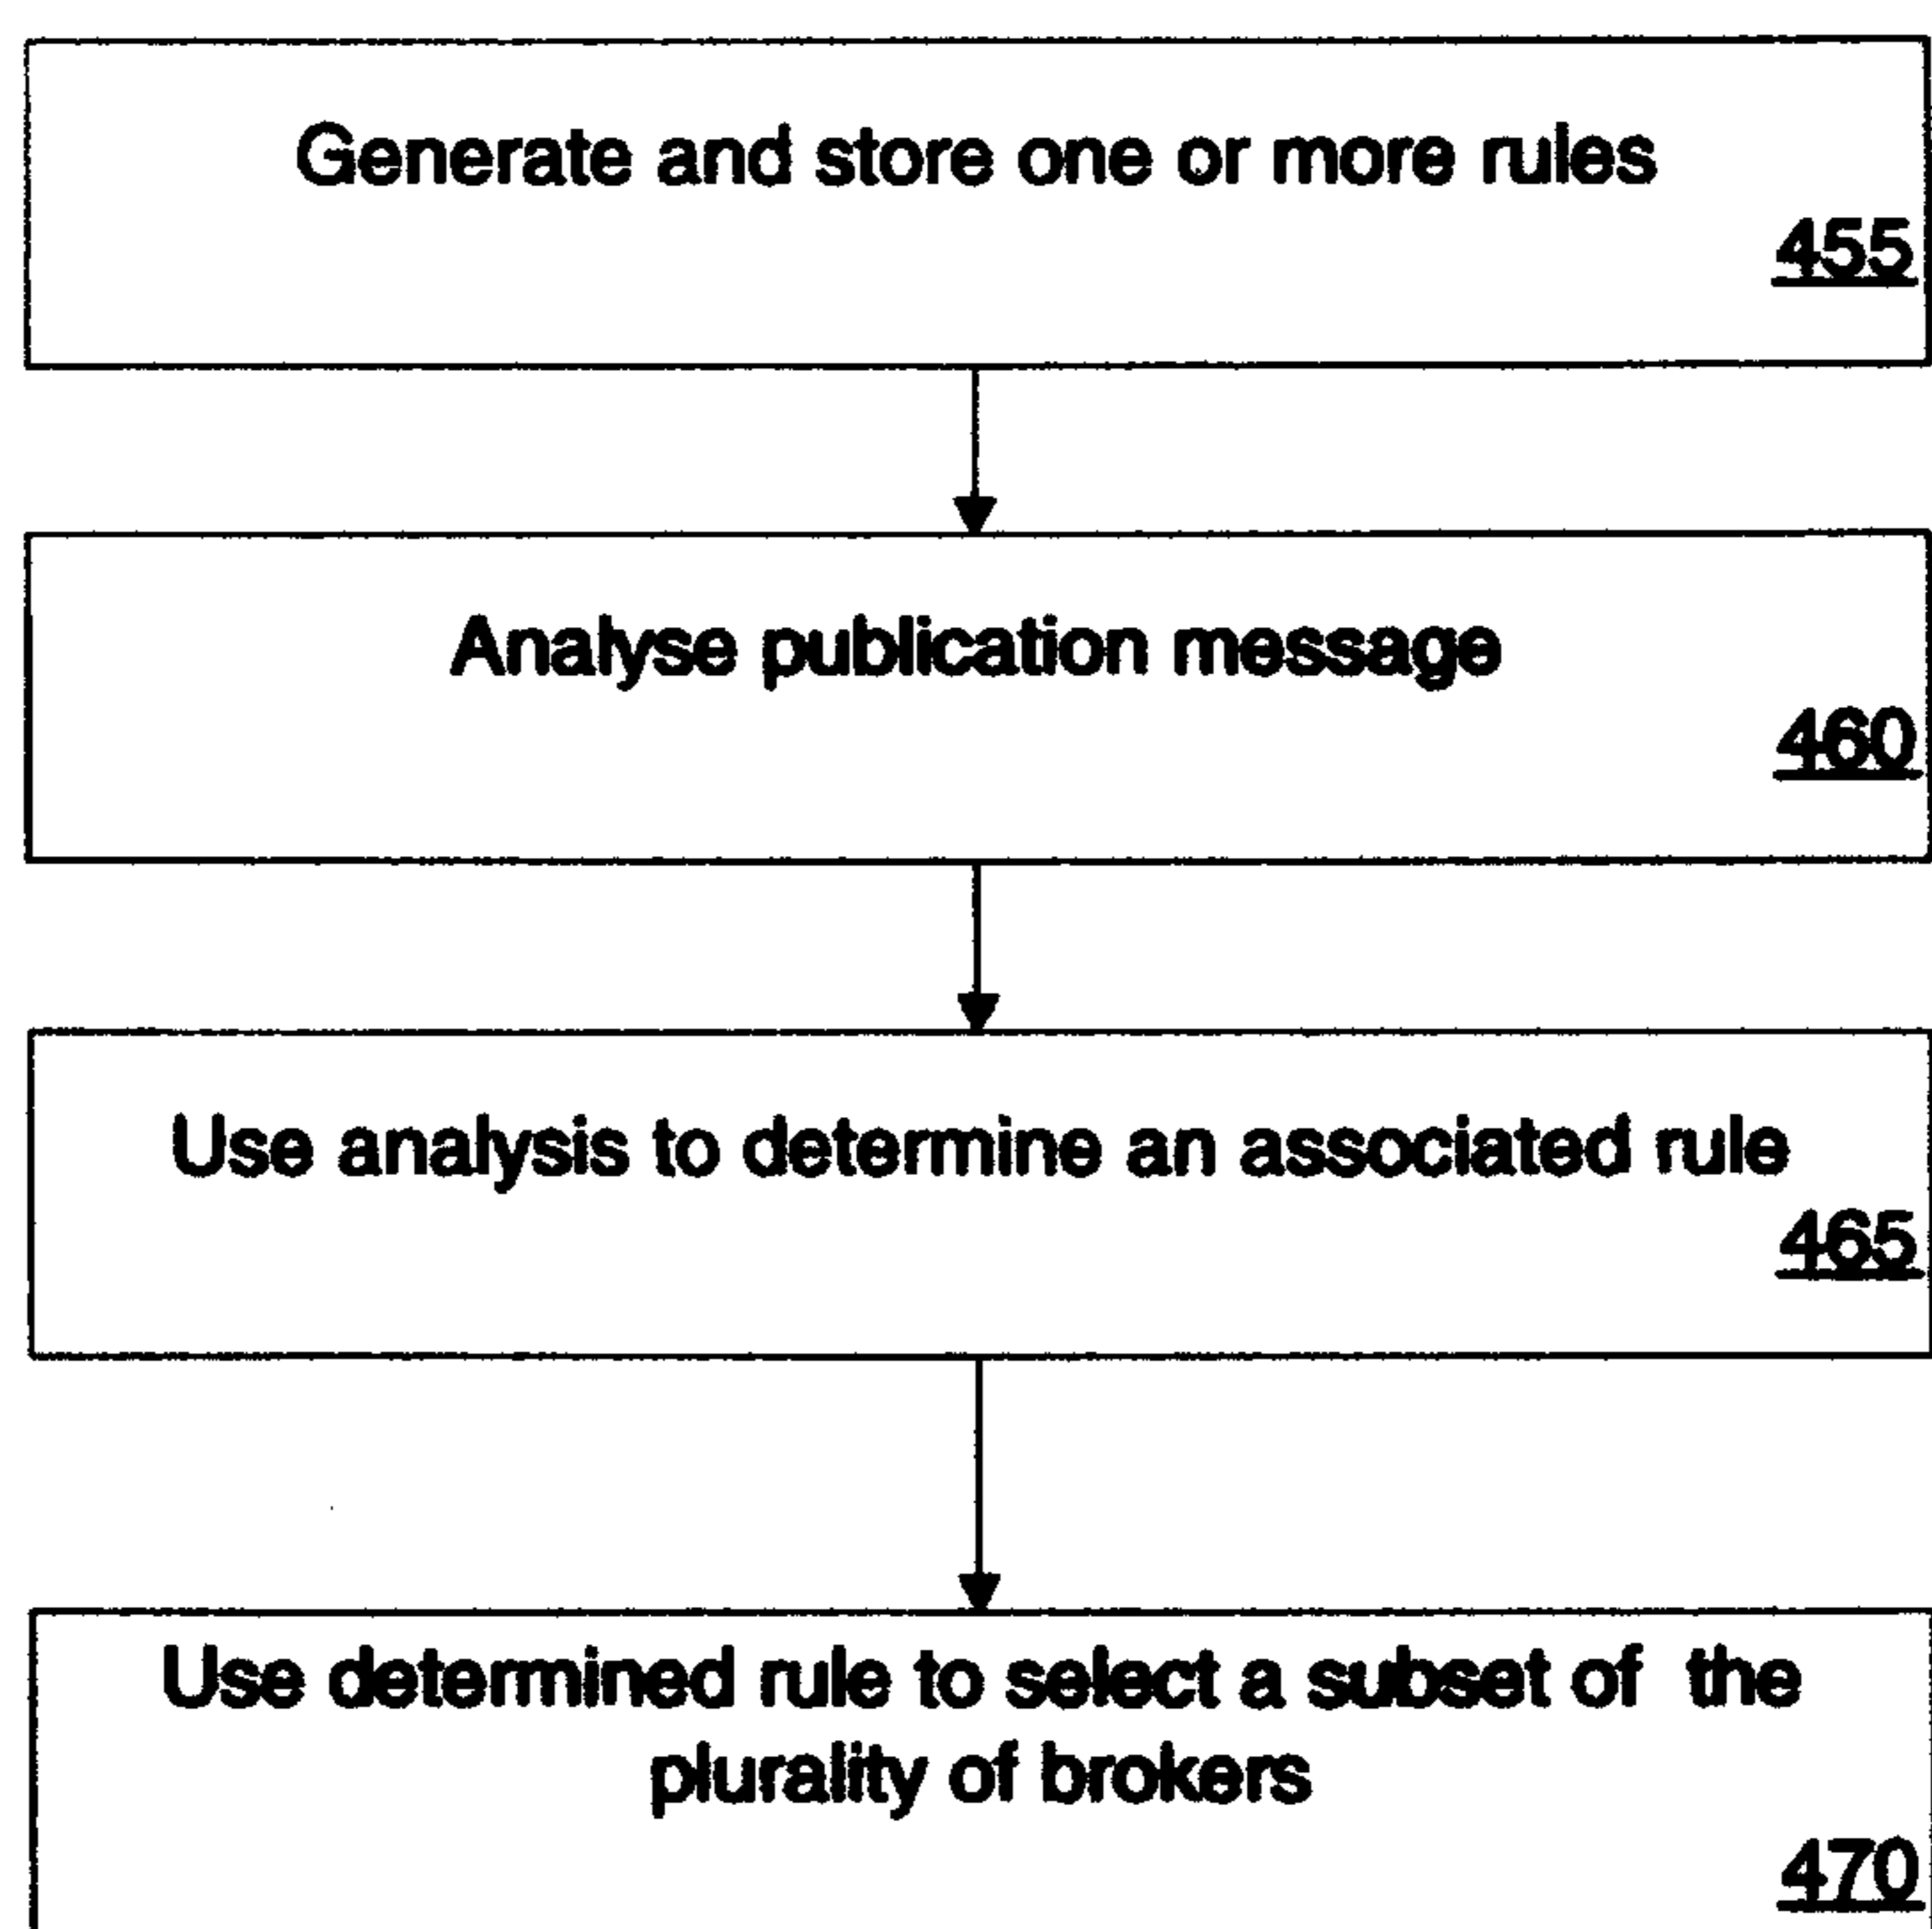 Generate and store one or more rules
455
Analyse publication message
460
Use analysis to determine an associated rule
465
Use determined rule to select a subset of the
plurality of brokers
470